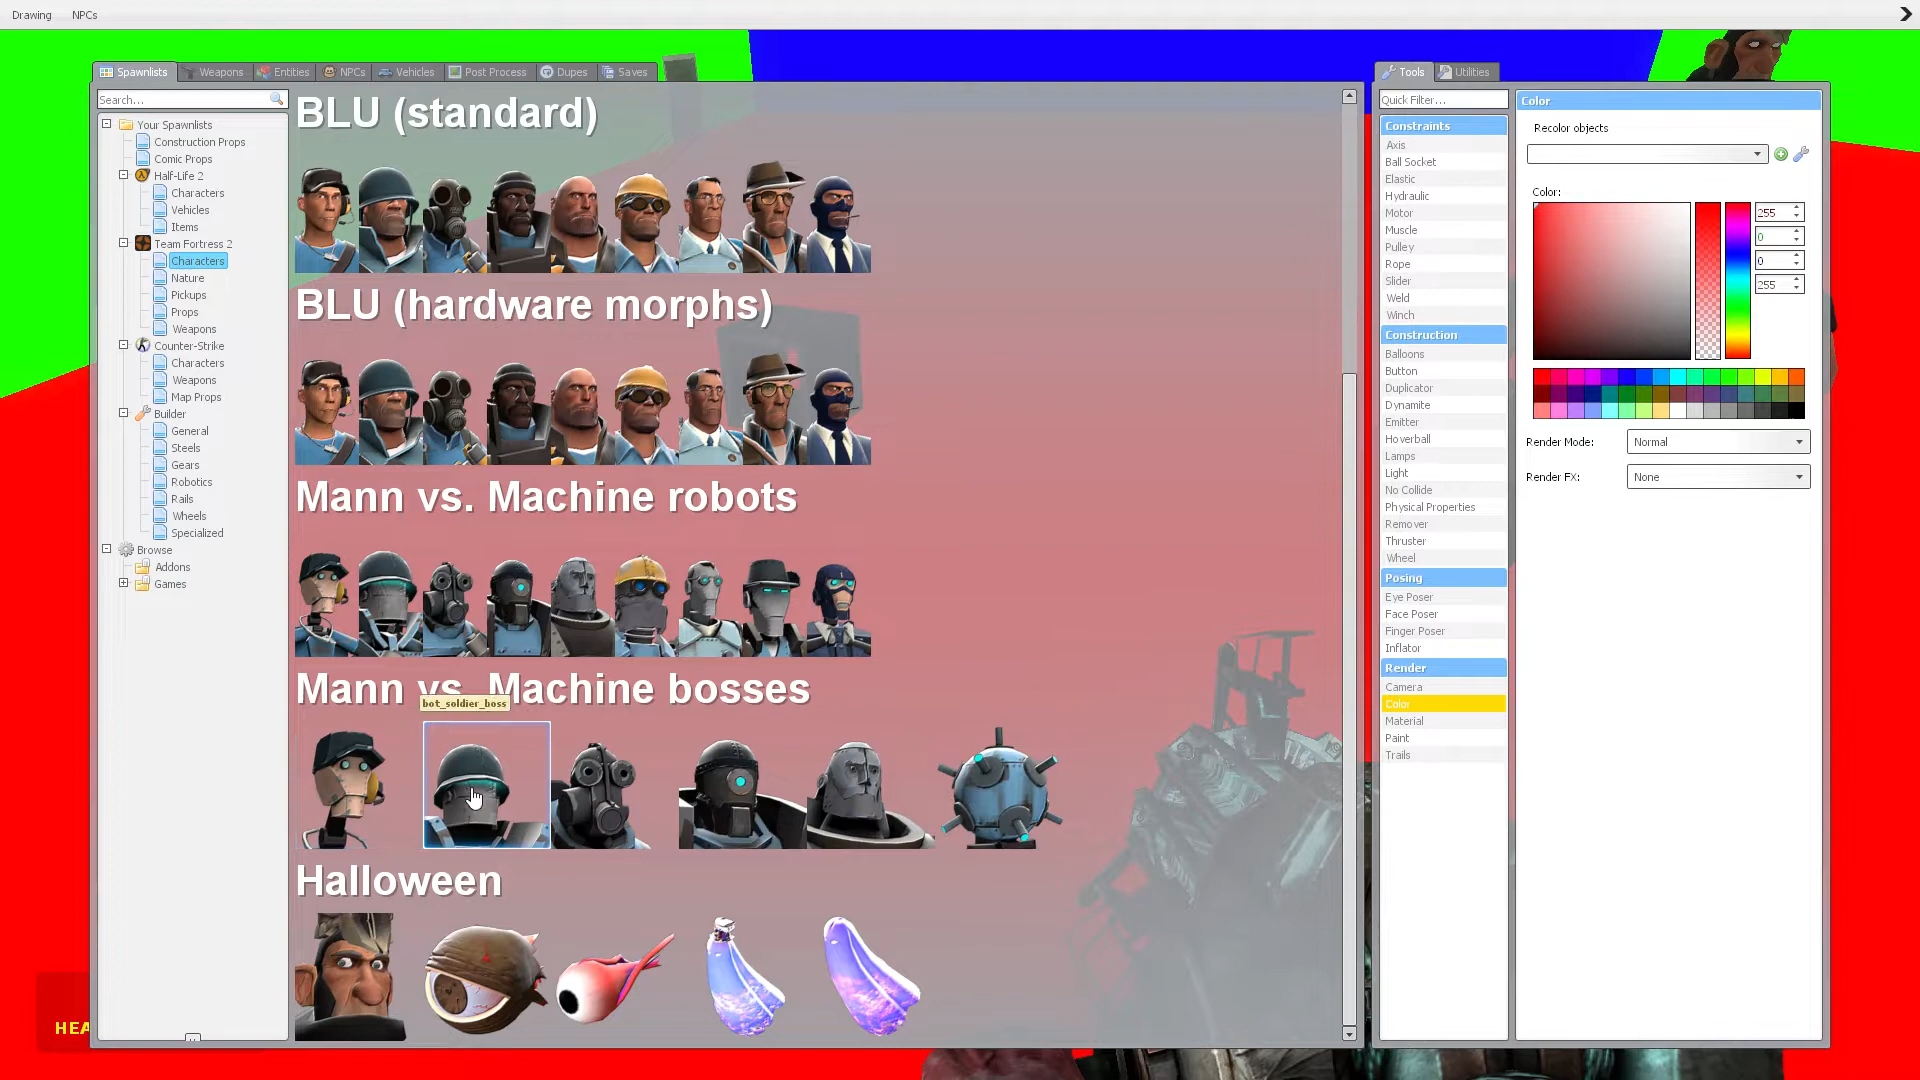 Drawing NPCs
Spawnlists Weapons Entities NPCs Vehicles Post Process Dupes Saves
Search...
Your Spawnlists
Construction Props
Comic Props
Half-Life 2
Characters
Vehicles
Items
Team Fortress 2
Characters
Nature
Pickups
Props
Weapons
Counter-Strike
Characters
Weapons
Map Props
Builder
General
Steels
Gears
Robotics
Rails
Wheels
Specialized
Browse
Addons
Games
BLU (standard)
BLU (hardware morphs)
Mann vs. Machine robots
Mann vs. Machine bosses
bot_soldier_boss
Halloween
HEA
Tools Utilities
Quick Filter...
Constraints
Axis
Ball Socket
Elastic
Hydraulic
Motor
Muscle
Pulley
Rope
Slider
Weld
Winch
Construction
Balloons
Button
Duplicator
Dynamite
Emitter
Hoverball
Lamps
Light
No Collide
Physical Properties
Remover
Thruster
Wheel
Posing
Eye Poser
Face Poser
Finger Poser
Inflator
Render
Camera
Color
Material
Paint
Trails
Color
Recolor objects
Color:
255
0
0
255
Render Mode: Normal
Render FX: None